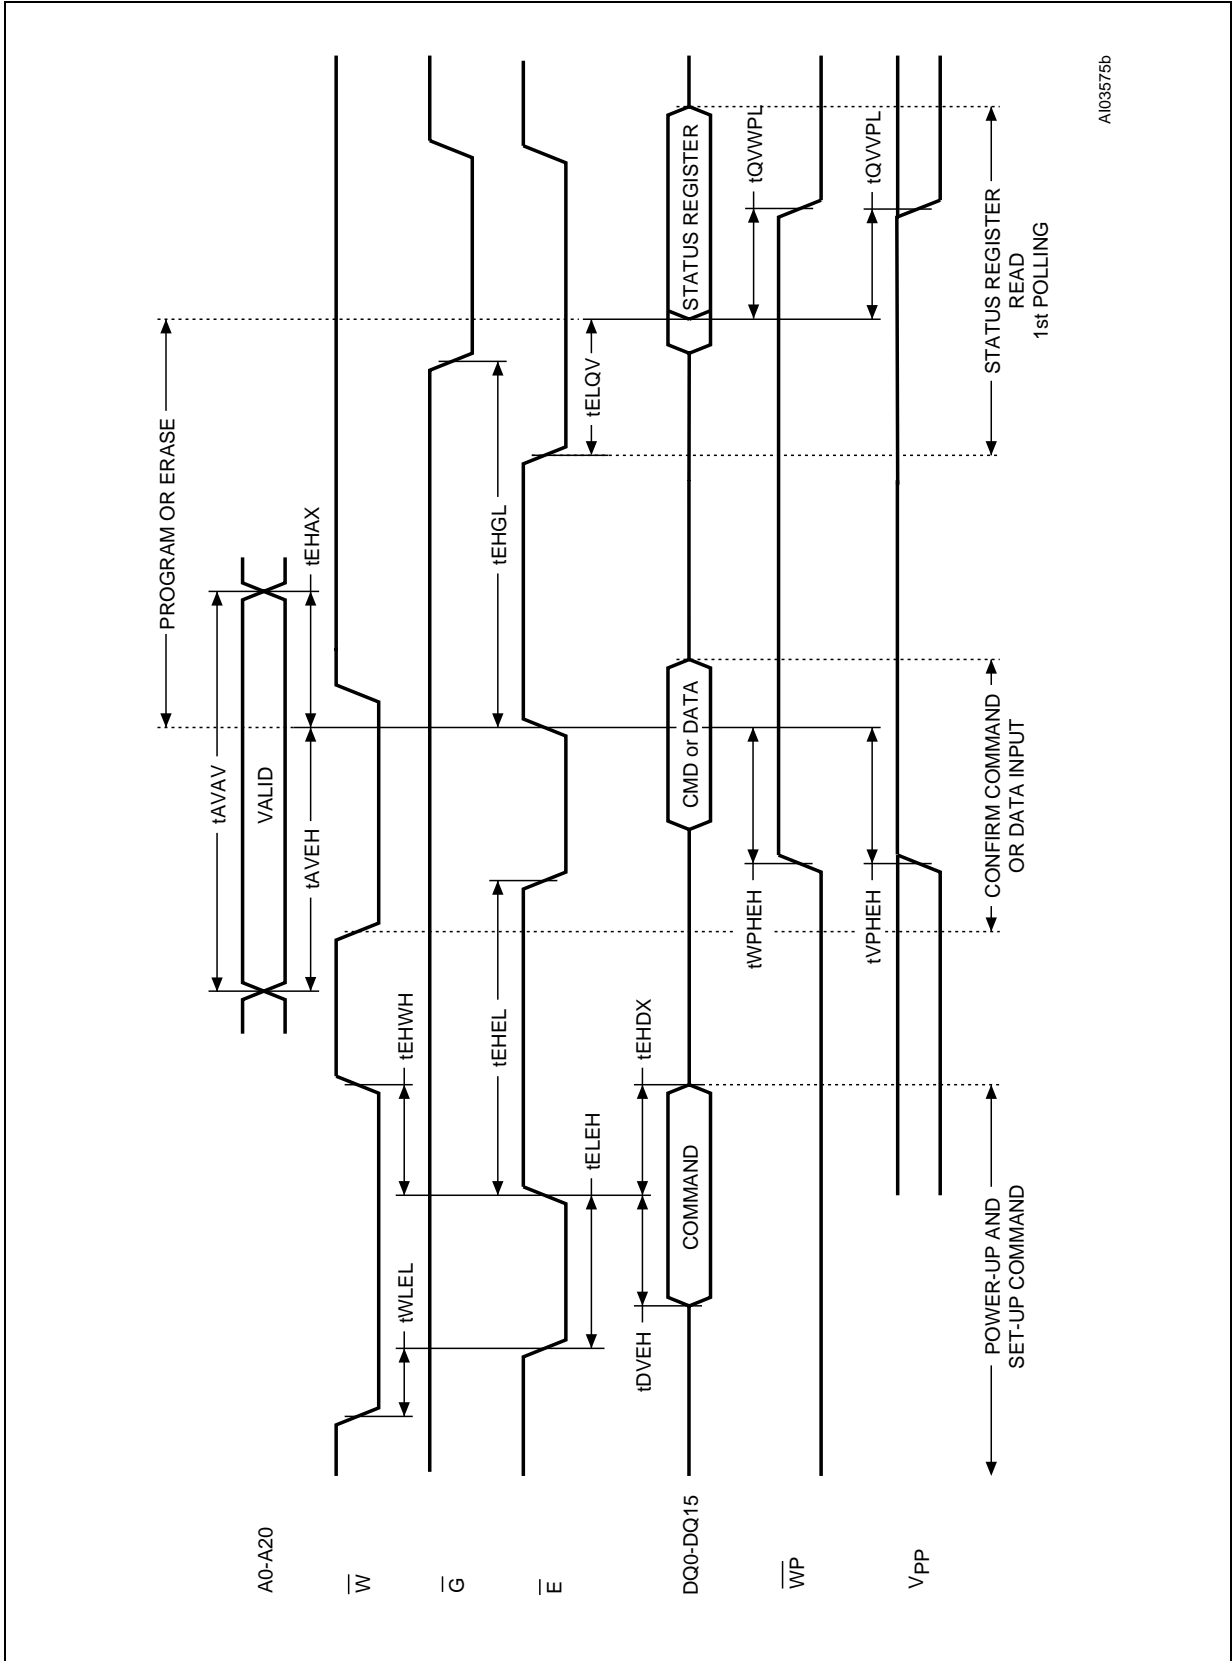 A0-A20
VALID
tAVAV
tAVEH
tEHAX
PROGRAM OR ERASE
W
tWLEL
tEHWH
G
tEHEL
tEHGL
E
tELEH
tELQV
tDVEH
tEHDX
DQ0-DQ15
COMMAND
CMD or DATA
STATUS REGISTER
WP
tWPHEH
tQVWPL
VPP
tVPHEH
tQVVPL
POWER-UP AND
SET-UP COMMAND
CONFIRM COMMAND
OR DATA INPUT
STATUS REGISTER
READ
1st POLLING
AI03575b